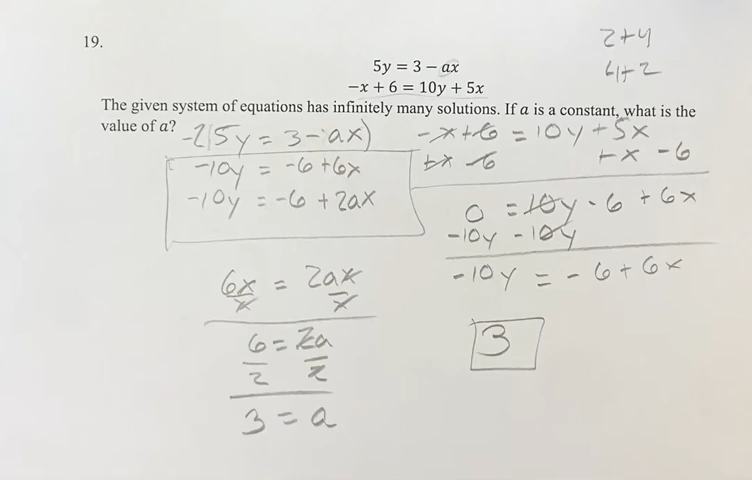 19.
2+4
4+2
5y = 3 − ax
−x + 6 = 10y + 5x
The given system of equations has infinitely many solutions. If a is a constant, what is the
value of a?
-2(5y = 3-ax)
-10y = -6+6x
-10y = -6+2ax
-x+6 = 10y+5x
+x -6 +x -6
0 = 10y - 6 + 6x
-10y -10y
-10y = -6+6x
6x = 2ax
x x
6 = 2a
2 2
3 = a
3